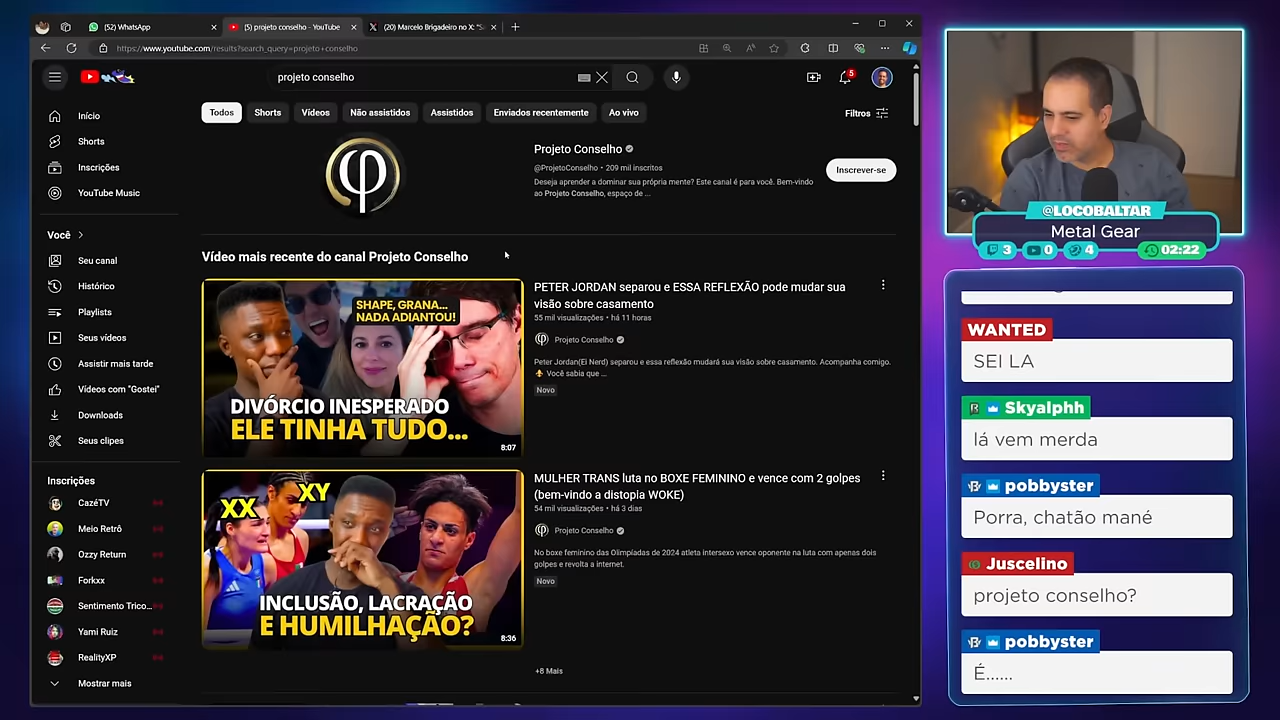 (52) WhatsApp
(5) projeto conselho - YouTube
(20) Marcelo Brigadeiro no X: "S
https://www.youtube.com/results?search_query=projeto+conselho
projeto conselho
5
Todos
Shorts
Vídeos
Não assistidos
Assistidos
Enviados recentemente
Ao vivo
Filtros
Início
Shorts
Inscrições
YouTube Music
Você
Seu canal
Histórico
Playlists
Seus vídeos
Assistir mais tarde
Vídeos com "Gostei"
Downloads
Seus clipes
Inscrições
CazéTV
Meio Retrô
Ozzy Return
Forkxx
Sentimento Trico...
Yami Ruiz
RealityXP
Mostrar mais
Projeto Conselho
@ProjetoConselho • 209 mil inscritos
Deseja aprender a dominar sua própria mente? Este canal é para você. Bem-vindo
ao Projeto Conselho, espaço de ...
Inscrever-se
Vídeo mais recente do canal Projeto Conselho
SHAPE, GRANA...
NADA ADIANTOU!
DIVÓRCIO INESPERADO
ELE TINHA TUDO...
8:07
PETER JORDAN separou e ESSA REFLEXÃO pode mudar sua
visão sobre casamento
55 mil visualizações • há 11 horas
Projeto Conselho
Peter Jordan(Ei Nerd) separou e essa reflexão mudará sua visão sobre casamento. Acompanha comigo.
Você sabia que ...
Novo
XX
XY
INCLUSÃO, LACRAÇÃO
E HUMILHAÇÃO?
8:36
MULHER TRANS luta no BOXE FEMININO e vence com 2 golpes
(bem-vindo a distopia WOKE)
54 mil visualizações • há 3 dias
Projeto Conselho
No boxe feminino das Olimpíadas de 2024 atleta intersexo vence oponente na luta com apenas dois
golpes e revolta a internet.
Novo
+8 Mais
@LOCOBALTAR
Metal Gear
3
0
4
02:22
WANTED
SEI LA
Skyalphh
lá vem merda
pobbyster
Porra, chatão mané
Juscelino
projeto conselho?
pobbyster
É......